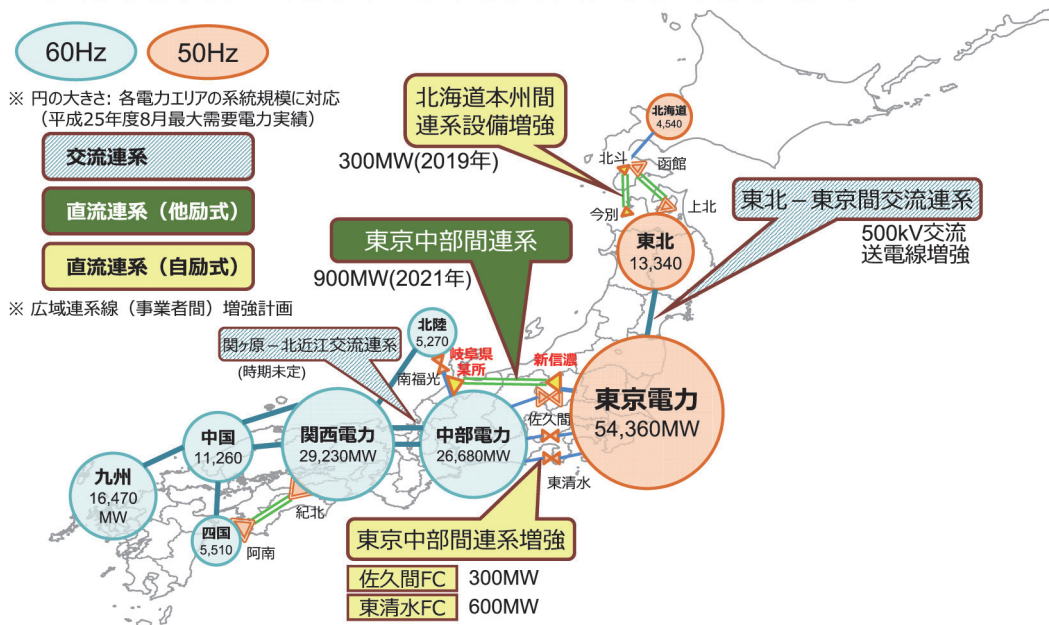 60Hz
50Hz
※ 円の大きさ: 各電力エリアの系統規模に対応
（平成25年度8月最大需要電力実績）
交流連系
直流連系（他励式）
直流連系（自励式）
※ 広域連系線（事業者間）増強計画
北海道本州間
連系設備増強
300MW(2019年)
北海道
4,540
北斗
函館
今別
上北
東北
13,340
東北－東京間交流連系
500kV交流
送電線増強
東京中部間連系
900MW(2021年)
関ヶ原－北近江交流連系
(時期未定)
北陸
5,270
南福光
岐阜県
某所
新信濃
佐久間
東清水
東京電力
54,360MW
中部電力
26,680MW
関西電力
29,230MW
中国
11,260
九州
16,470
MW
四国
5,510
紀北
阿南
東京中部間連系増強
佐久間FC 300MW
東清水FC 600MW